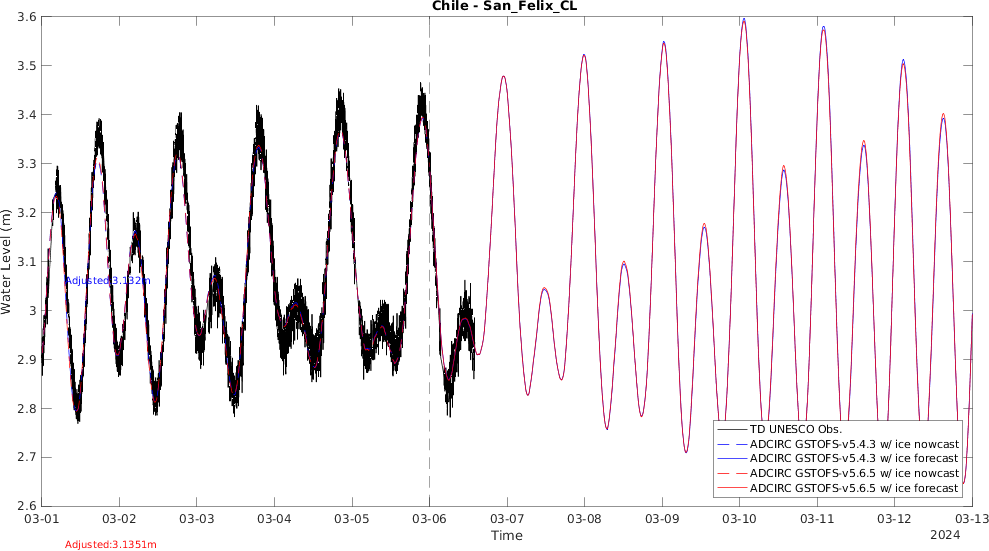 Chile - San_Felix_CL
3.6
3.5
3.4
3.3
3.2
3.1
3
2.9
2.8
2.7
2.6
Water Level (m)
Adjusted:3.132m
TD UNESCO Obs.
ADCIRC GSTOFS-v5.4.3 w/ ice nowcast
ADCIRC GSTOFS-v5.4.3 w/ ice forecast
ADCIRC GSTOFS-v5.6.5 w/ ice nowcast
ADCIRC GSTOFS-v5.6.5 w/ ice forecast
03-01 03-02 03-03 03-04 03-05 03-06 03-07 03-08 03-09 03-10 03-11 03-12 03-13
Time
2024
Adjusted:3.1351m